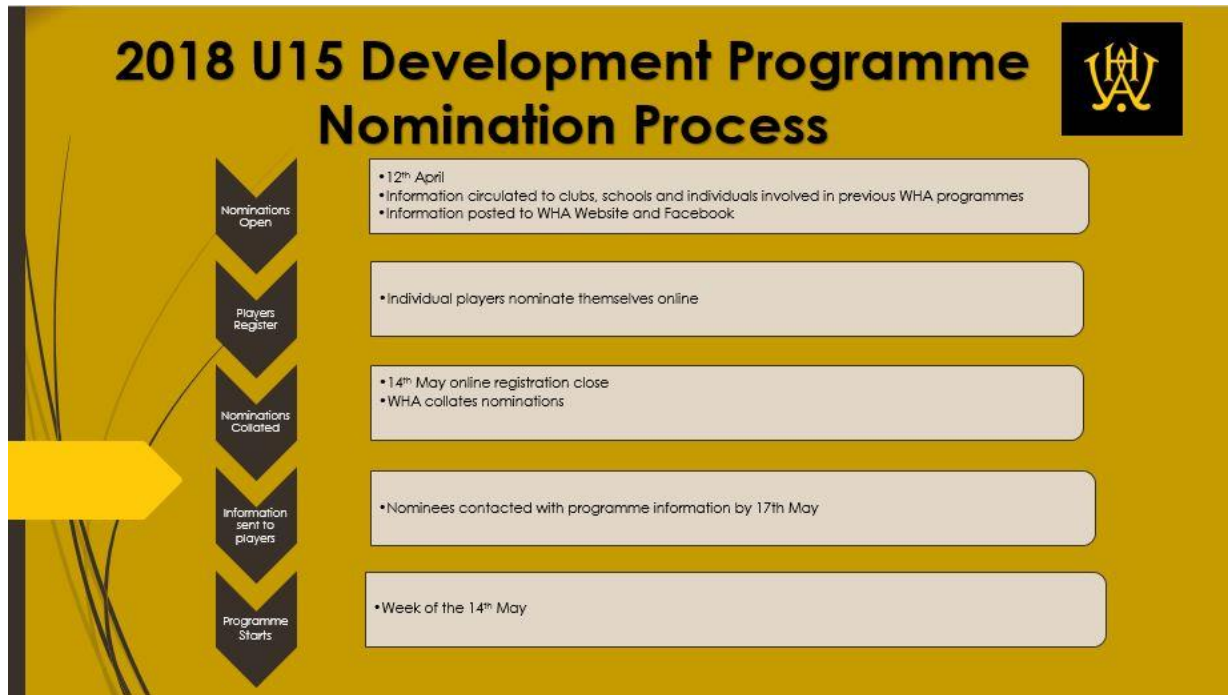 2018 U15 Development Programme
Nomination Process
WHA
Nominations
Open
•12th April
•Information circulated to clubs, schools and individuals involved in previous WHA programmes
•Information posted to WHA Website and Facebook
Players
Register
•Individual players nominate themselves online
Nominations
Collated
•14th May online registration close
•WHA collates nominations
Information
sent to
players
•Nominees contacted with programme information by 17th May
Programme
Starts
•Week of the 14th May